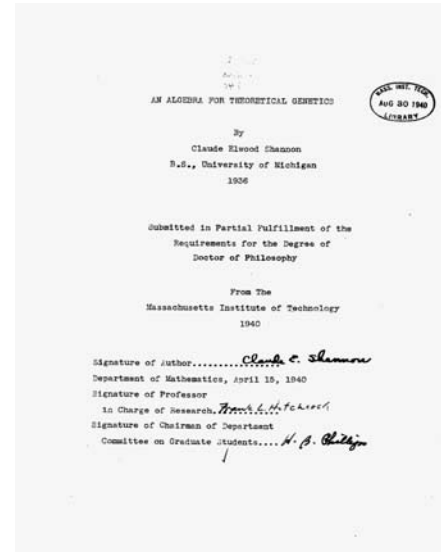 AN ALGEBRA FOR THEORETICAL GENETICS
MASS. INST. TECH.
AUG 30 1940
LIBRARY
By
Claude Elwood Shannon
B.S., University of Michigan
1936
Submitted in Partial Fulfillment of the
Requirements for the Degree of
Doctor of Philosophy
From The
Massachusetts Institute of Technology
1940
Signature of Author.......... Claude E. Shannon
Department of Mathematics, April 15, 1940
Signature of Professor
in Charge of Research. Frank L. Hitchcock
Signature of Chairman of Department
Committee on Graduate Students.... H. B. Phillips